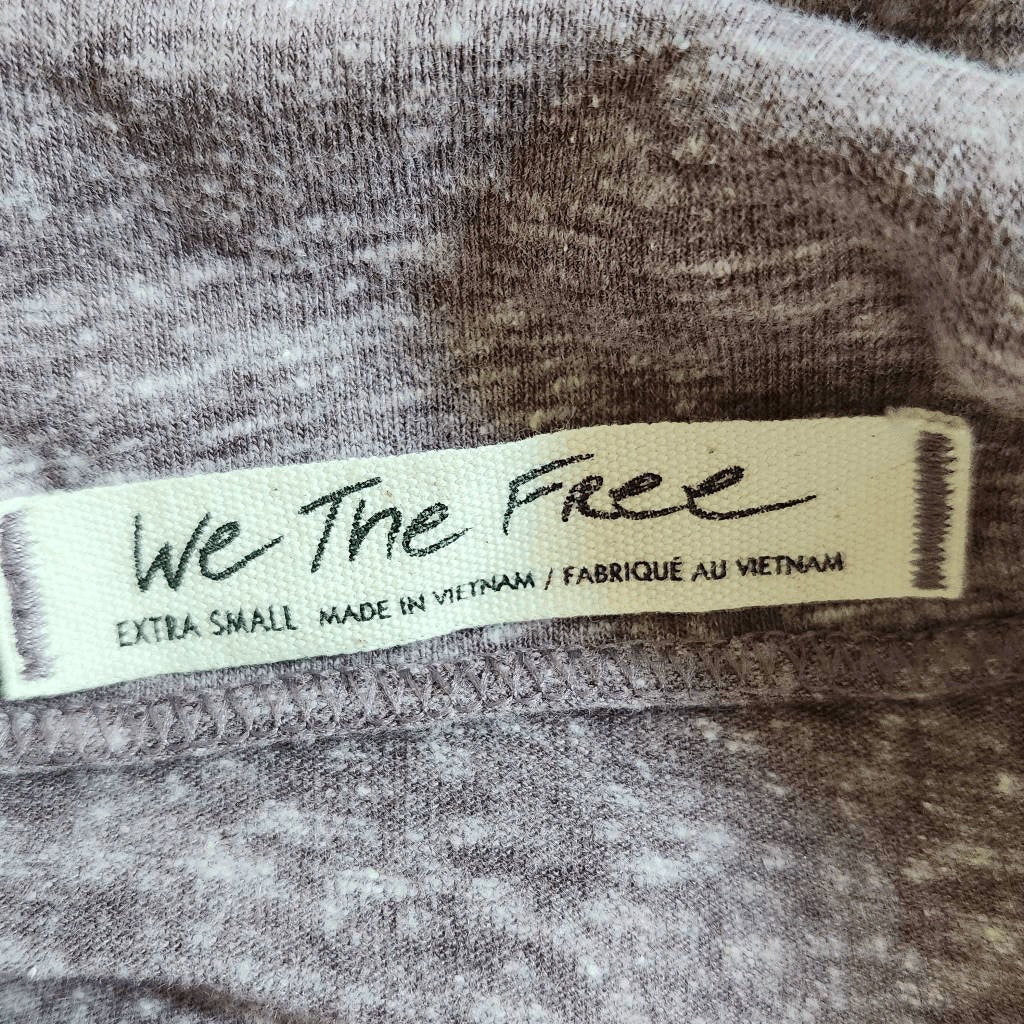 We The Free
EXTRA SMALL MADE IN VIETNAM / FABRIQUÉ AU VIETNAM